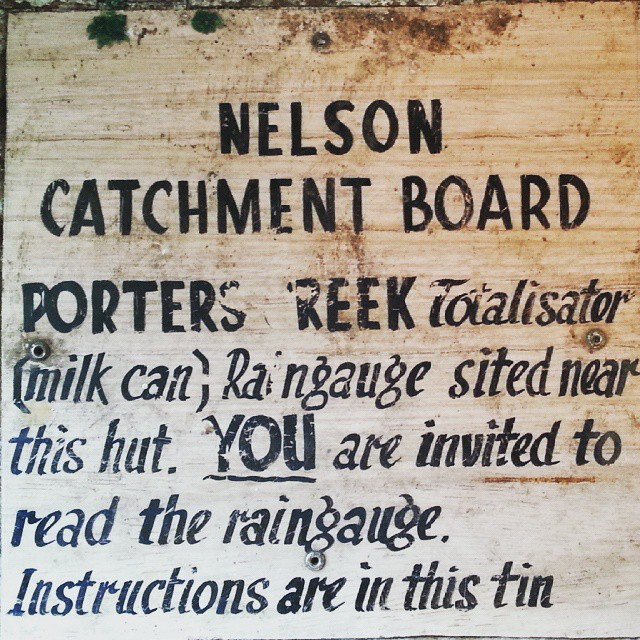 NELSON
CATCHMENT BOARD
PORTERS CREEK Totalisator
(milk can) Raingauge sited near
this hut. YOU are invited to
read the raingauge.
Instructions are in this tin